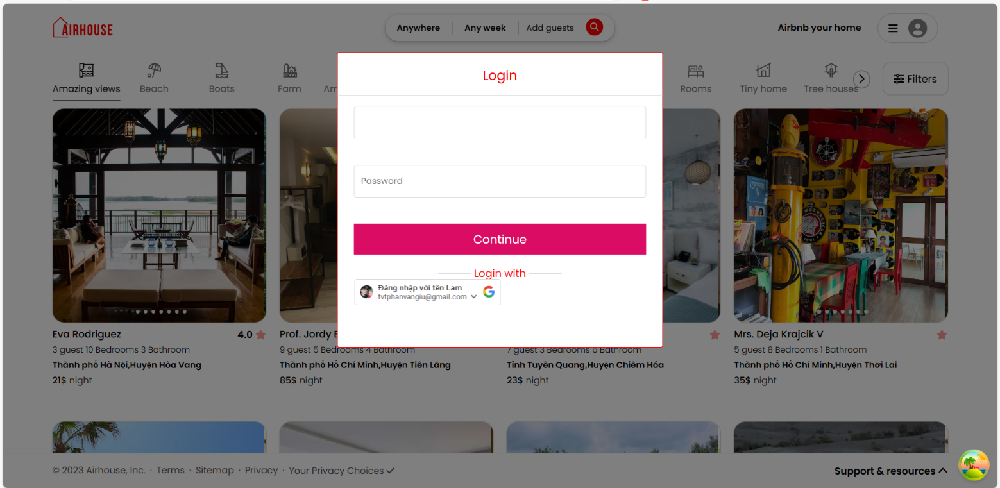 AIRHOUSE
Anywhere
Any week
Add guests
Airbnb your home
Amazing views
Beach
Boats
Farm
Am
Rooms
Tiny home
Tree houses
Filters
Login
Password
Continue
Login with
Đăng nhập với tên Lam
tvtphanvangiu@gmail.com
Eva Rodriguez 4.0
3 guest 10 Bedrooms 3 Bathroom
Thành phố Hà Nội,Huyện Hòa Vang
21$ night
Prof. Jordy
9 guest 5 Bedrooms 4 Bathroom
Thành phố Hồ Chí Minh,Huyện Tiên Lãng
85$ night
7 guest 3 Bedrooms 6 Bathroom
Tỉnh Tuyên Quang,Huyện Chiêm Hóa
23$ night
Mrs. Deja Krajcik V
5 guest 8 Bedrooms 1 Bathroom
Thành phố Hồ Chí Minh,Huyện Thới Lai
35$ night
© 2023 Airhouse, Inc. · Terms · Sitemap · Privacy · Your Privacy Choices
Support & resources